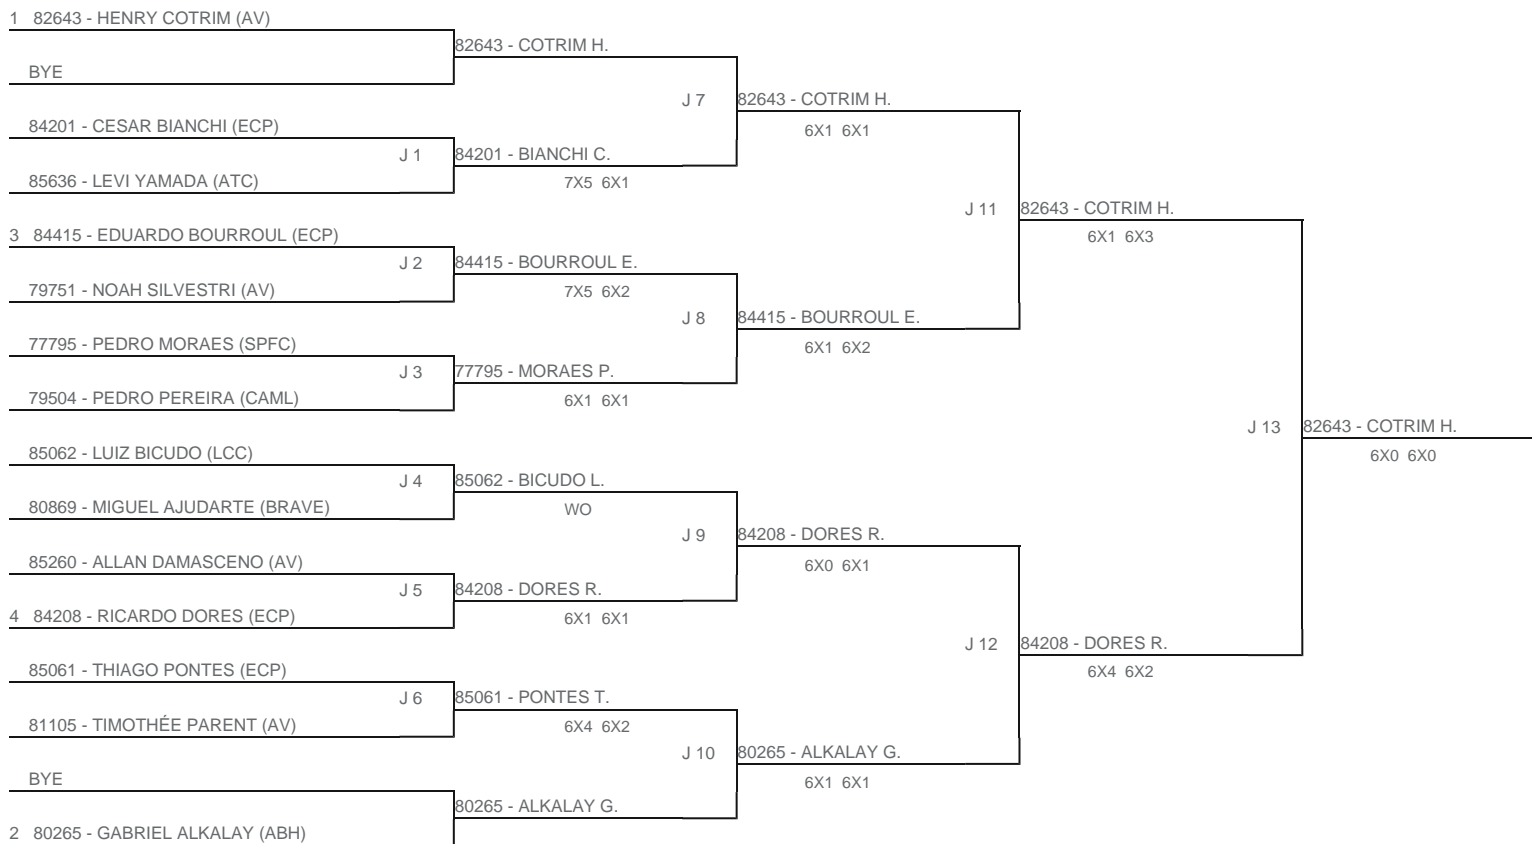 1 82643 - HENRY COTRIM (AV)
82643 - COTRIM H.
BYE
J 7
82643 - COTRIM H.
6X1 6X1
84201 - CESAR BIANCHI (ECP)
J 1
84201 - BIANCHI C.
7X5 6X1
85636 - LEVI YAMADA (ATC)
J 11
82643 - COTRIM H.
6X1 6X3
3 84415 - EDUARDO BOURROUL (ECP)
J 2
84415 - BOURROUL E.
7X5 6X2
79751 - NOAH SILVESTRI (AV)
J 8
84415 - BOURROUL E.
6X1 6X2
77795 - PEDRO MORAES (SPFC)
J 3
77795 - MORAES P.
6X1 6X1
79504 - PEDRO PEREIRA (CAML)
J 13
82643 - COTRIM H.
6X0 6X0
85062 - LUIZ BICUDO (LCC)
J 4
85062 - BICUDO L.
WO
80869 - MIGUEL AJUDARTE (BRAVE)
J 9
84208 - DORES R.
6X0 6X1
85260 - ALLAN DAMASCENO (AV)
J 5
84208 - DORES R.
6X1 6X1
4 84208 - RICARDO DORES (ECP)
J 12
84208 - DORES R.
6X4 6X2
85061 - THIAGO PONTES (ECP)
J 6
85061 - PONTES T.
6X4 6X2
81105 - TIMOTHÉE PARENT (AV)
J 10
80265 - ALKALAY G.
6X1 6X1
BYE
80265 - ALKALAY G.
2 80265 - GABRIEL ALKALAY (ABH)